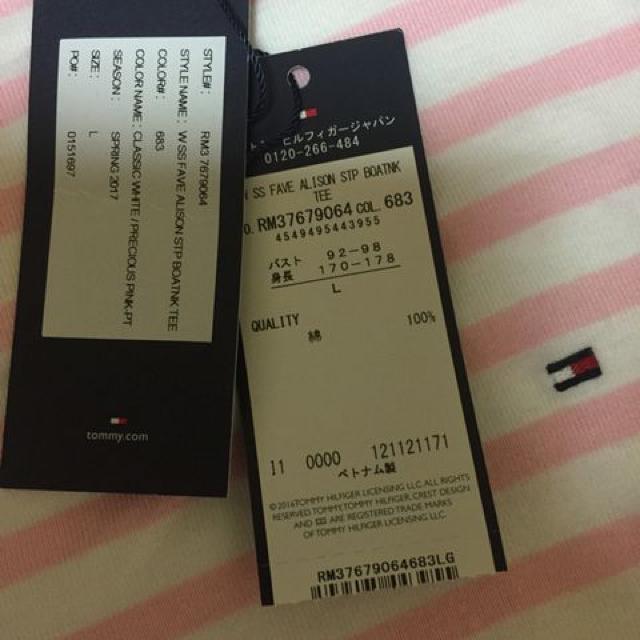 STYLE#: RM37679064
STYLE NAME: W SS FAVE ALISON STP BOATNK TEE
COLOR#: 683
COLOR NAME: CLASSIC WHITE / PRECIOUS PINK-PT
SEASON: SPRING 2017
SIZE: L
PO#: 0151697
tommy.com
ヒルフィガージャパン
0120-266-484
SS FAVE ALISON STP BOATNK
TEE
RM37679064 COL. 683
4549495443955
バスト 92-98
身長 170-178
L
QUALITY 100%
綿
11 0000 121121171
ベトナム製
©2016 TOMMY HILFIGER LICENSING LLC. ALL RIGHTS
RESERVED. TOMMY, TOMMY HILFIGER, CREST DESIGN
AND ARE REGISTERED TRADE MARKS
OF TOMMY HILFIGER LICENSING LLC
RM37679064683LG